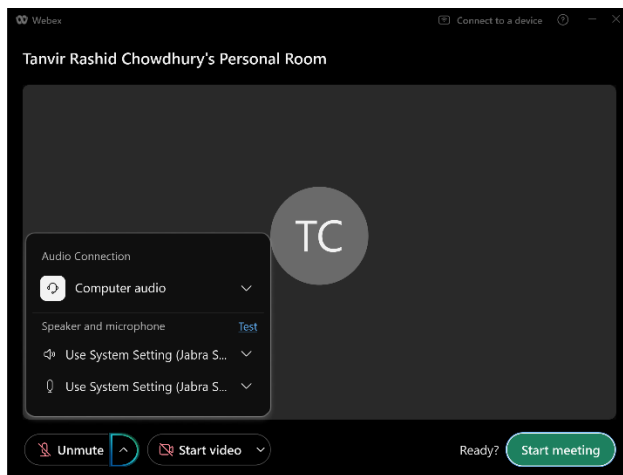 Webex
Connect to a device ?
Tanvir Rashid Chowdhury's Personal Room
TC
Audio Connection
Computer audio
Speaker and microphone Test
Use System Setting (Jabra S...
Use System Setting (Jabra S...
Unmute Start video Ready? Start meeting